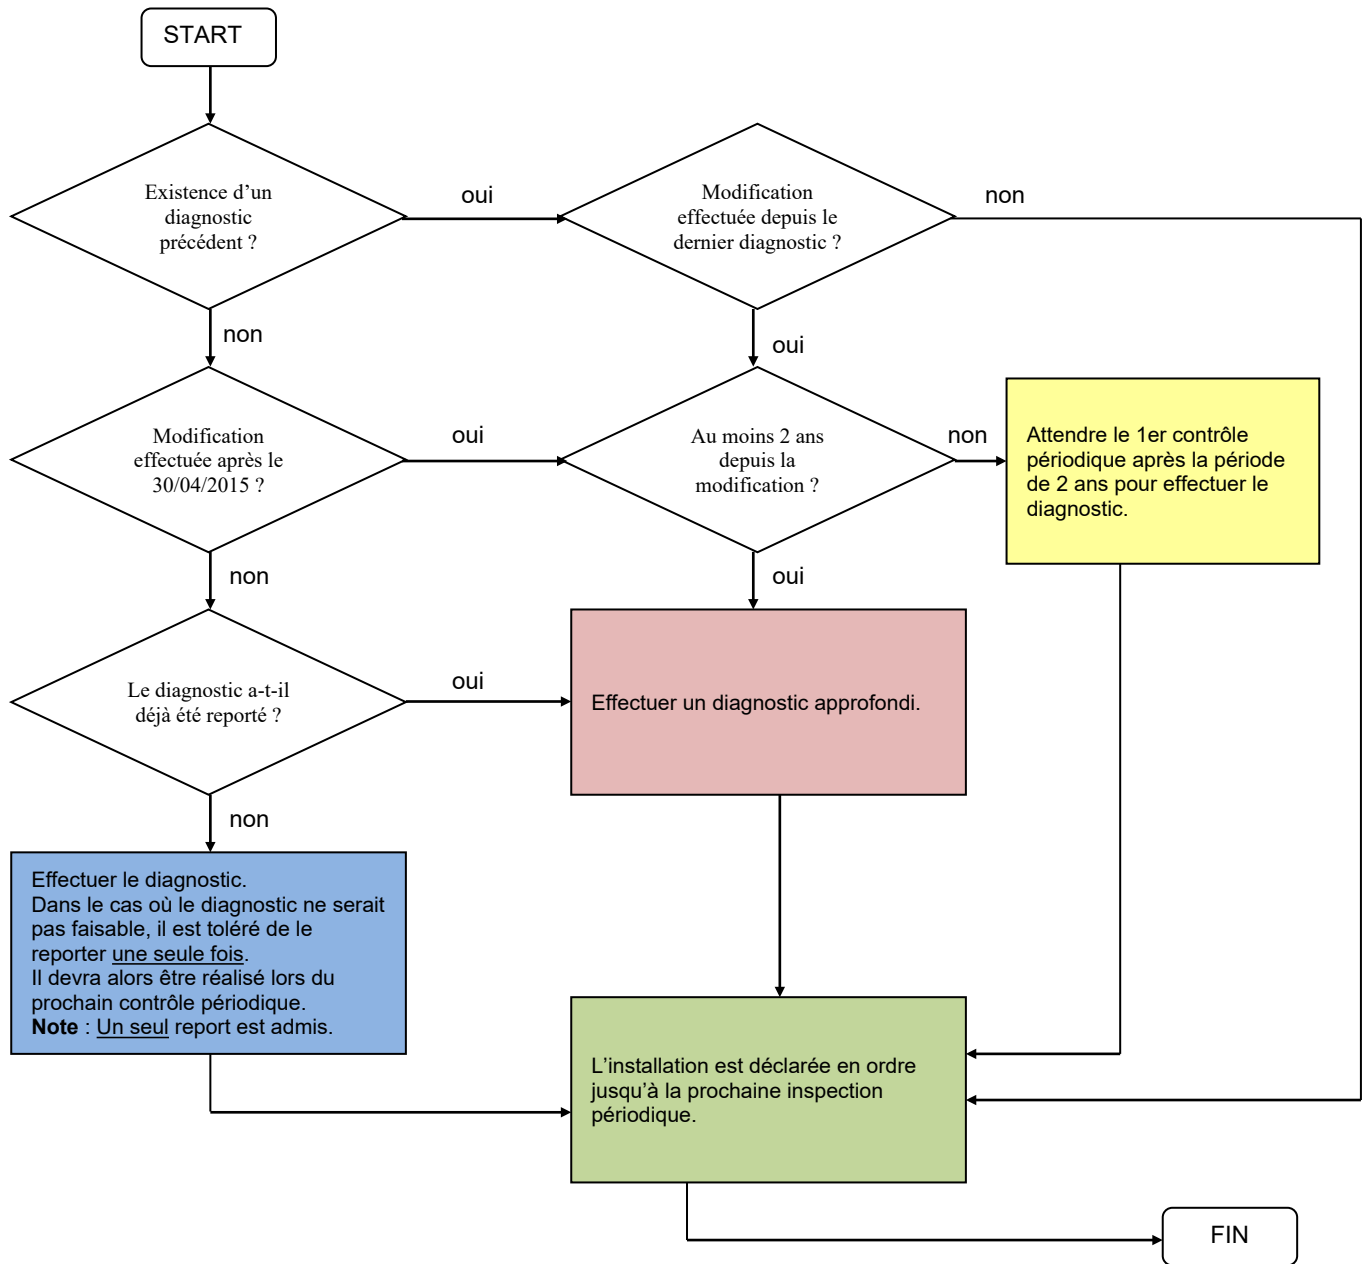 START
Existence d’un
diagnostic
précédent ?
oui
Modification
effectuée depuis le
dernier diagnostic ?
non
non
oui
Modification
effectuée après le
30/04/2015 ?
oui
Au moins 2 ans
depuis la
modification ?
non
Attendre le 1er contrôle
périodique après la période
de 2 ans pour effectuer le
diagnostic.
non
oui
Le diagnostic a-t-il
déjà été reporté ?
oui
Effectuer un diagnostic approfondi.
non
Effectuer le diagnostic.
Dans le cas où le diagnostic ne serait
pas faisable, il est toléré de le
reporter une seule fois.
Il devra alors être réalisé lors du
prochain contrôle périodique.
Note : Un seul report est admis.
L’installation est déclarée en ordre
jusqu’à la prochaine inspection
périodique.
FIN